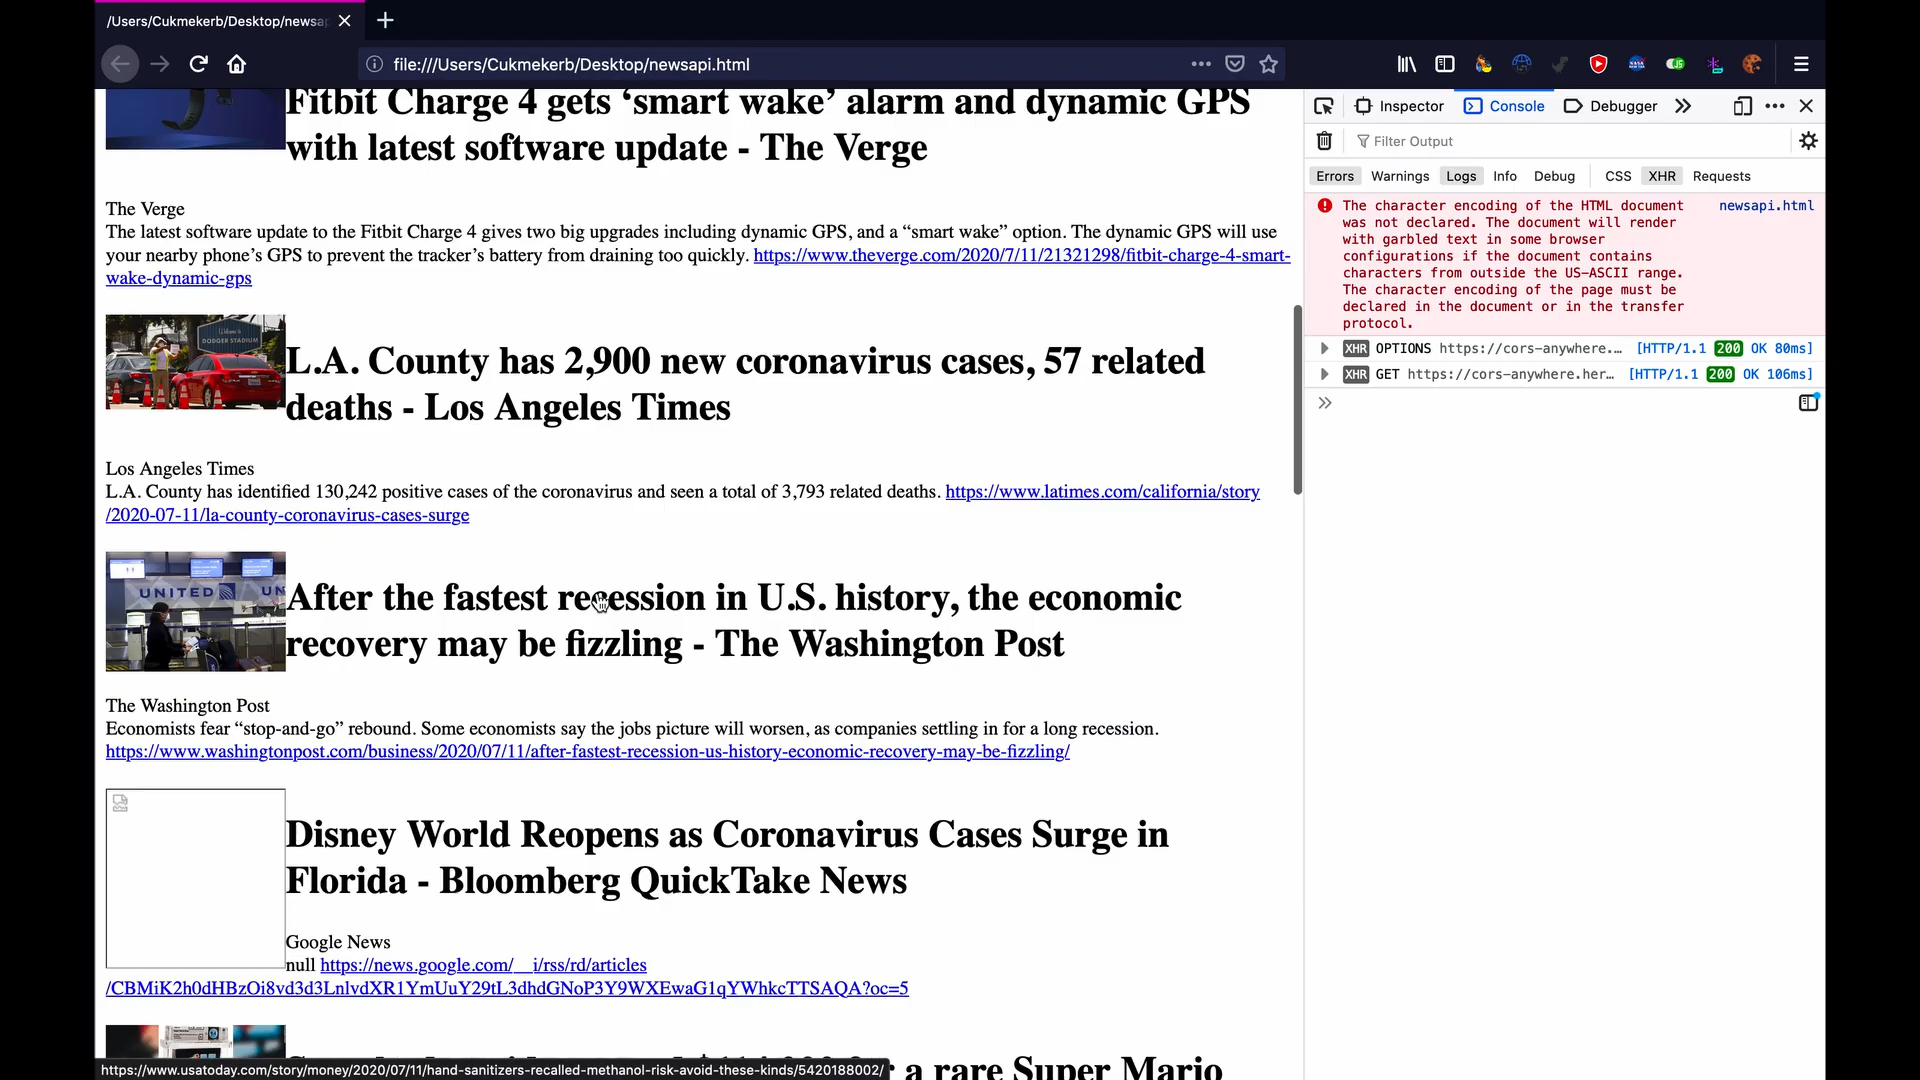 /Users/Cukmekerb/Desktop/newsa
file:///Users/Cukmekerb/Desktop/newsapi.html
Fitbit Charge 4 gets ‘smart wake’ alarm and dynamic GPS
with latest software update - The Verge
The Verge
The latest software update to the Fitbit Charge 4 gives two big upgrades including dynamic GPS, and a “smart wake” option. The dynamic GPS will use
your nearby phone’s GPS to prevent the tracker’s battery from draining too quickly. https://www.theverge.com/2020/7/11/21321298/fitbit-charge-4-smart-
wake-dynamic-gps
DODGER STADIUM
L.A. County has 2,900 new coronavirus cases, 57 related
deaths - Los Angeles Times
Los Angeles Times
L.A. County has identified 130,242 positive cases of the coronavirus and seen a total of 3,793 related deaths. https://www.latimes.com/california/story
/2020-07-11/la-county-coronavirus-cases-surge
UNITED UN
After the fastest recession in U.S. history, the economic
recovery may be fizzling - The Washington Post
The Washington Post
Economists fear “stop-and-go” rebound. Some economists say the jobs picture will worsen, as companies settling in for a long recession.
https://www.washingtonpost.com/business/2020/07/11/after-fastest-recession-us-history-economic-recovery-may-be-fizzling/
Disney World Reopens as Coronavirus Cases Surge in
Florida - Bloomberg QuickTake News
Google News
null https://news.google.com/__i/rss/rd/articles
/CBMiK2h0dHBzOi8vd3d3LnlvdXR1YmUuY29tL3dhdGNoP3Y9WXEwaG1qYWhkcTTSAQA?oc=5
a rare Super Mario
https://www.usatoday.com/story/money/2020/07/11/hand-sanitizers-recalled-methanol-risk-avoid-these-kinds/5420188002/
Inspector Console Debugger
Filter Output
Errors Warnings Logs Info Debug CSS XHR Requests
The character encoding of the HTML document newsapi.html
was not declared. The document will render
with garbled text in some browser
configurations if the document contains
characters from outside the US-ASCII range.
The character encoding of the page must be
declared in the document or in the transfer
protocol.
XHR OPTIONS https://cors-anywhere.… [HTTP/1.1 200 OK 80ms]
XHR GET https://cors-anywhere.her… [HTTP/1.1 200 OK 106ms]